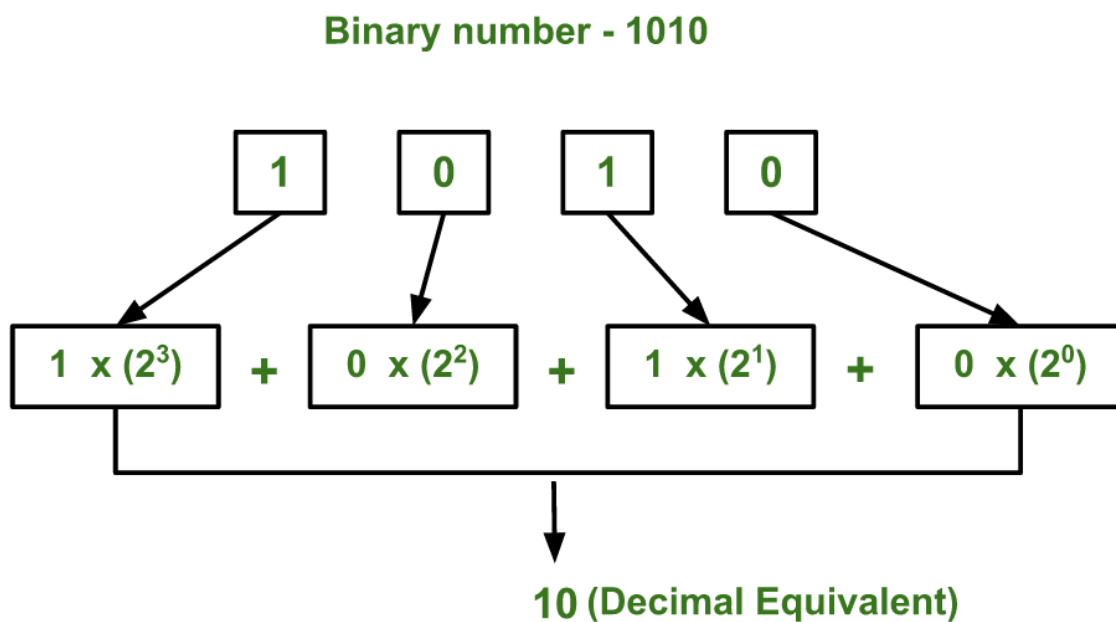 Binary number - 1010
1 0 1 0
1 x (2³) + 0 x (2²) + 1 x (2¹) + 0 x (2⁰)
10 (Decimal Equivalent)